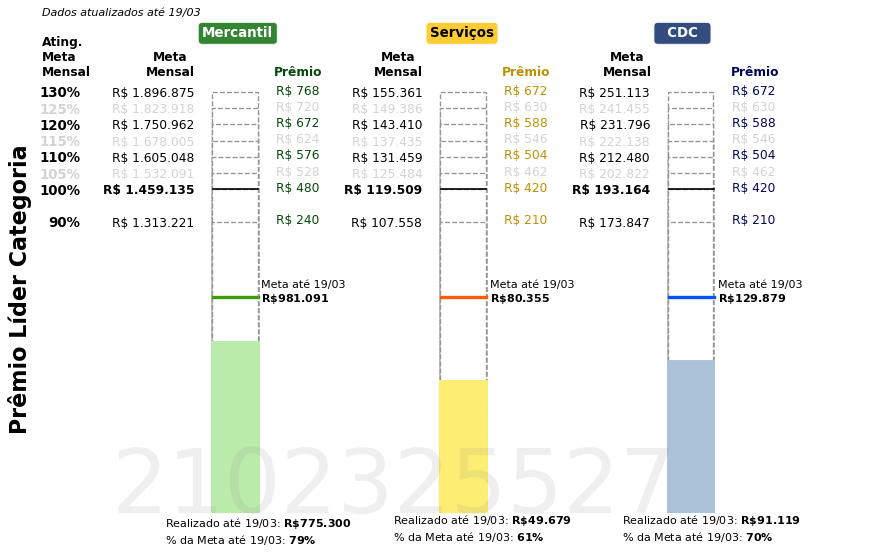 Dados atualizados até 19/03
Mercantil Serviços CDC
Ating. Meta Mensal Meta Mensal Prêmio Meta Mensal Prêmio Meta Mensal Prêmio
130% R$ 1.896.875 R$ 768 R$ 155.361 R$ 672 R$ 251.113 R$ 672
125% R$ 1.823.918 R$ 720 R$ 149.386 R$ 630 R$ 241.455 R$ 630
120% R$ 1.750.962 R$ 672 R$ 143.410 R$ 588 R$ 231.796 R$ 588
115% R$ 1.678.005 R$ 624 R$ 137.435 R$ 546 R$ 222.138 R$ 546
110% R$ 1.605.048 R$ 576 R$ 131.459 R$ 504 R$ 212.480 R$ 504
105% R$ 1.532.091 R$ 528 R$ 125.484 R$ 462 R$ 202.822 R$ 462
100% R$ 1.459.135 R$ 480 R$ 119.509 R$ 420 R$ 193.164 R$ 420
90% R$ 1.313.221 R$ 240 R$ 107.558 R$ 210 R$ 173.847 R$ 210
Prêmio Líder Categoria
Meta até 19/03 Meta até 19/03 Meta até 19/03
R$981.091 R$80.355 R$129.879
2102325527
Realizado até 19/03: R$775.300 Realizado até 19/03: R$49.679 Realizado até 19/03: R$91.119
% da Meta até 19/03: 79% % da Meta até 19/03: 61% % da Meta até 19/03: 70%